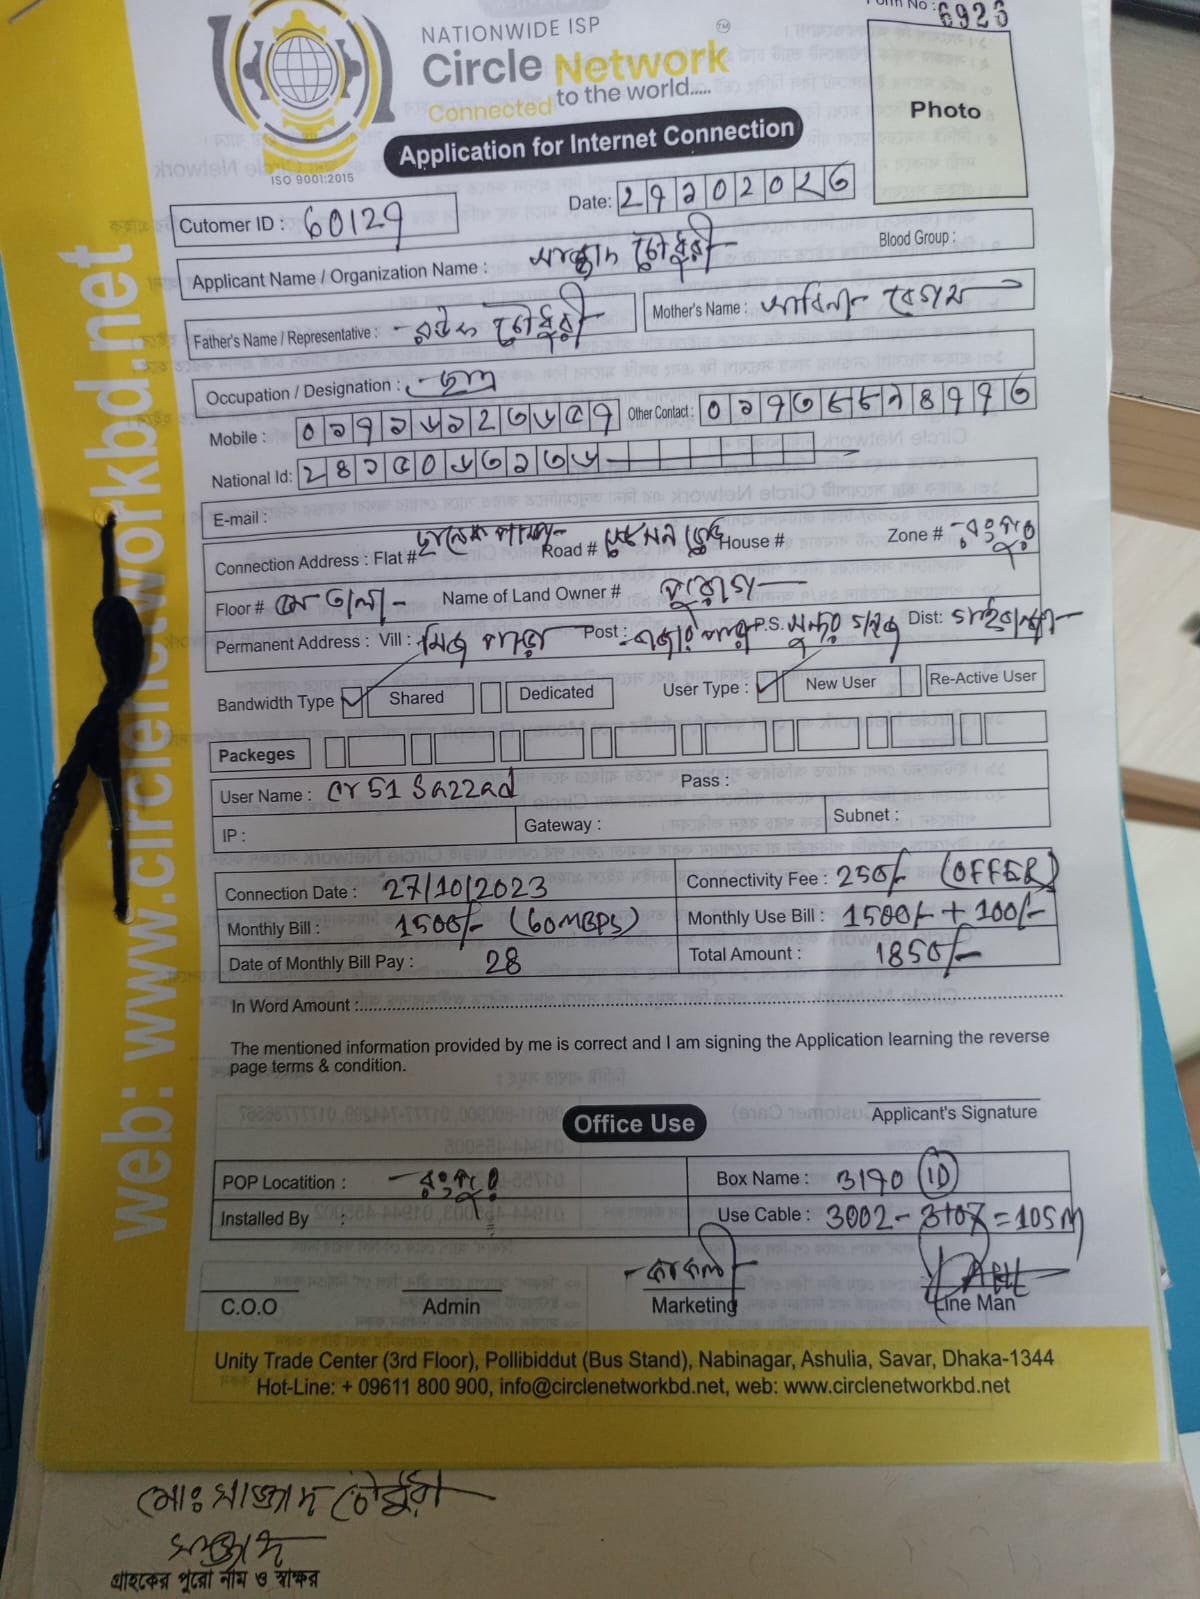 Form No : 6923
NATIONWIDE ISP
Circle Network
TM
Connected to the world.....
ISO 9001:2015
Application for Internet Connection
Photo
Date: ২৭১০২০২৩
Cutomer ID : 60129
Blood Group :
Applicant Name / Organization Name : সাজ্জাদ চৌধুরী
Father's Name / Representative : চৌধুরী
Mother's Name : বেগম
Occupation / Designation : ছাত্র
Mobile : ০১৭১৮১২৩৮৫৭
Other Contact :
National Id:
E-mail :
Connection Address : Flat # Road # House # Zone # রংপুর
Floor # Name of Land Owner #
Permanent Address : Vill : Post : P.S. সুন্দরগঞ্জ Dist: গাইবান্ধা
Bandwidth Type Shared Dedicated User Type : New User Re-Active User
Packeges
User Name : cr51 Sazzad Pass :
IP : Gateway : Subnet :
Connection Date : 27/10/2023 Connectivity Fee : 250/- (OFFER)
Monthly Bill : 1500/- (60MBPS) Monthly Use Bill : 1500/- + 100/-
Date of Monthly Bill Pay : 28 Total Amount : 1850/-
In Word Amount :
The mentioned information provided by me is correct and I am signing the Application learning the reverse
page terms & condition.
Applicant's Signature
Office Use
POP Locatition : রংপুর Box Name : 3170 ID
Installed By : Use Cable : 3002 - 3107 = 105M
C.O.O Admin Marketing Line Man
Unity Trade Center (3rd Floor), Pollibiddut (Bus Stand), Nabinagar, Ashulia, Savar, Dhaka-1344
Hot-Line: + 09611 800 900, info@circlenetworkbd.net, web: www.circlenetworkbd.net
web: www.circlenetworkbd.net
মোঃ সাজ্জাদ চৌধুরী
সাজ্জাদ
গ্রাহকের পুরো নাম ও স্বাক্ষর